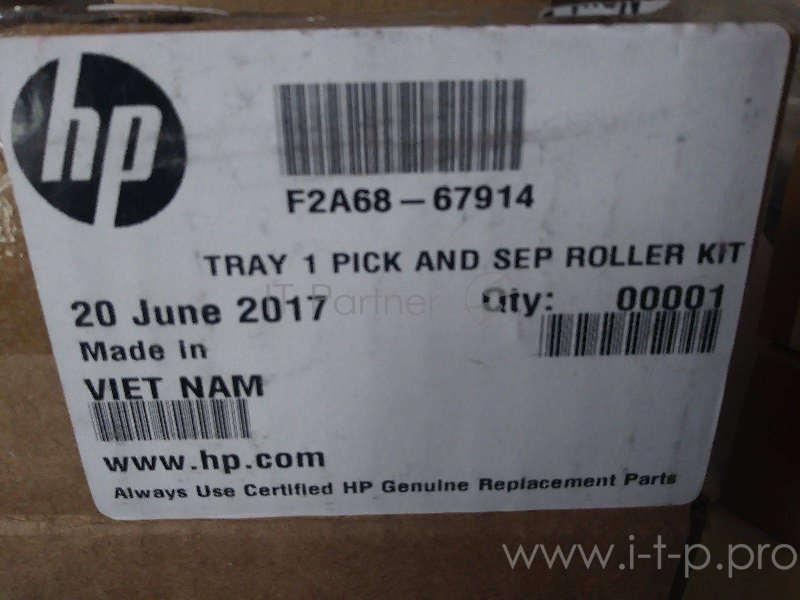 hp
F2A68-67914
TRAY 1 PICK AND SEP ROLLER KIT
20 June 2017 Qty: 00001
IT Partner
Made in
VIET NAM
www.hp.com
Always Use Certified HP Genuine Replacement Parts
www.i-t-p.pro